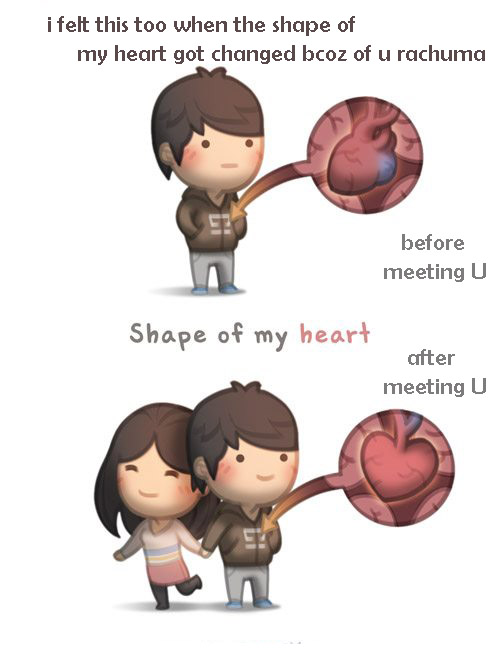 i felt this too when the shape of
my heart got changed bcoz of u rachuma
before
meeting U
Shape of my heart
after
meeting U